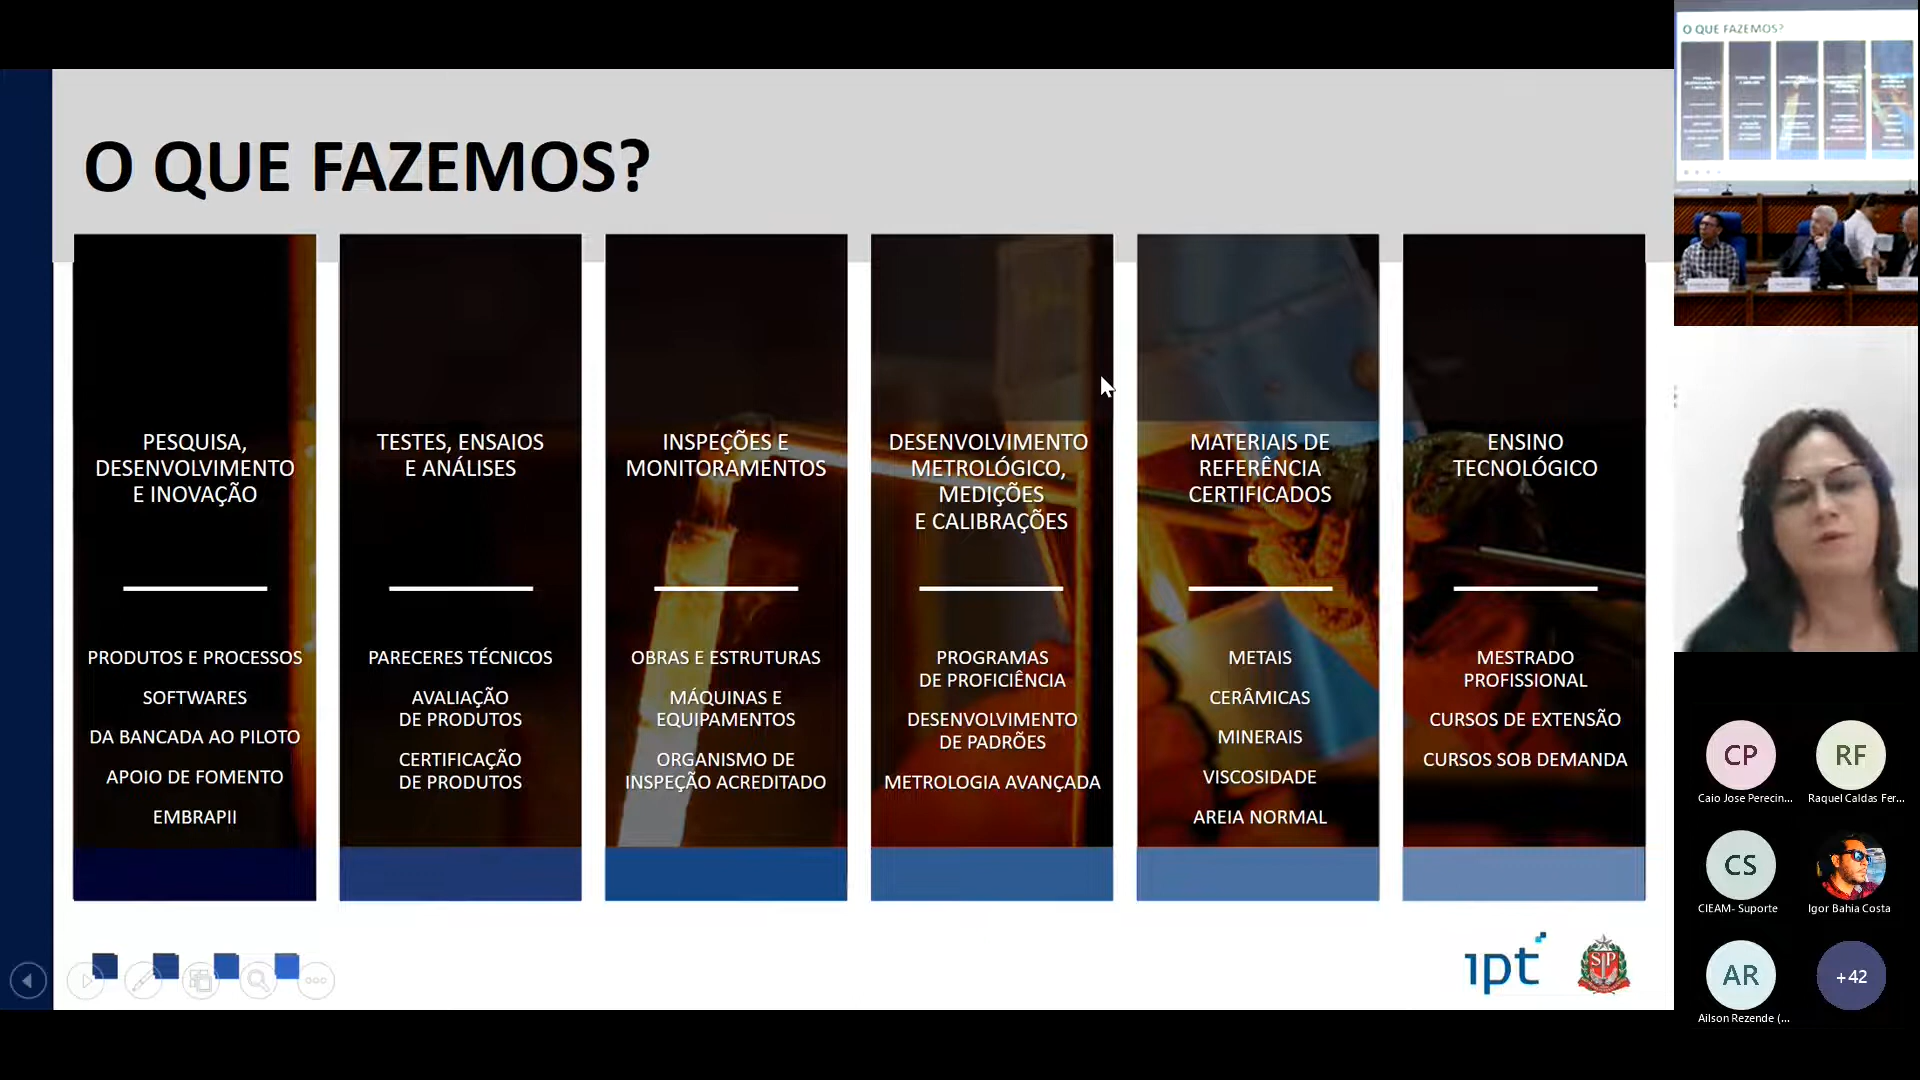 O QUE FAZEMOS?
PESQUISA,
DESENVOLVIMENTO
E INOVAÇÃO
PRODUTOS E PROCESSOS
SOFTWARES
DA BANCADA AO PILOTO
APOIO DE FOMENTO
EMBRAPII
TESTES, ENSAIOS
E ANÁLISES
PARECERES TÉCNICOS
AVALIAÇÃO
DE PRODUTOS
CERTIFICAÇÃO
DE PRODUTOS
INSPEÇÕES E
MONITORAMENTOS
OBRAS E ESTRUTURAS
MÁQUINAS E
EQUIPAMENTOS
ORGANISMO DE
INSPEÇÃO ACREDITADO
DESENVOLVIMENTO
METROLÓGICO,
MEDIÇÕES
E CALIBRAÇÕES
PROGRAMAS
DE PROFICIÊNCIA
DESENVOLVIMENTO
DE PADRÕES
METROLOGIA AVANÇADA
MATERIAIS DE
REFERÊNCIA
CERTIFICADOS
METAIS
CERÂMICAS
MINERAIS
VISCOSIDADE
AREIA NORMAL
ENSINO
TECNOLÓGICO
MESTRADO
PROFISSIONAL
CURSOS DE EXTENSÃO
CURSOS SOB DEMANDA
ipt
SP
O QUE FAZEMOS?
CP
Caio Jose Perecin...
RF
Raquel Caldas Fer...
CS
CIEAM- Suporte
Igor Bahia Costa
AR
Ailson Rezende (...
+42